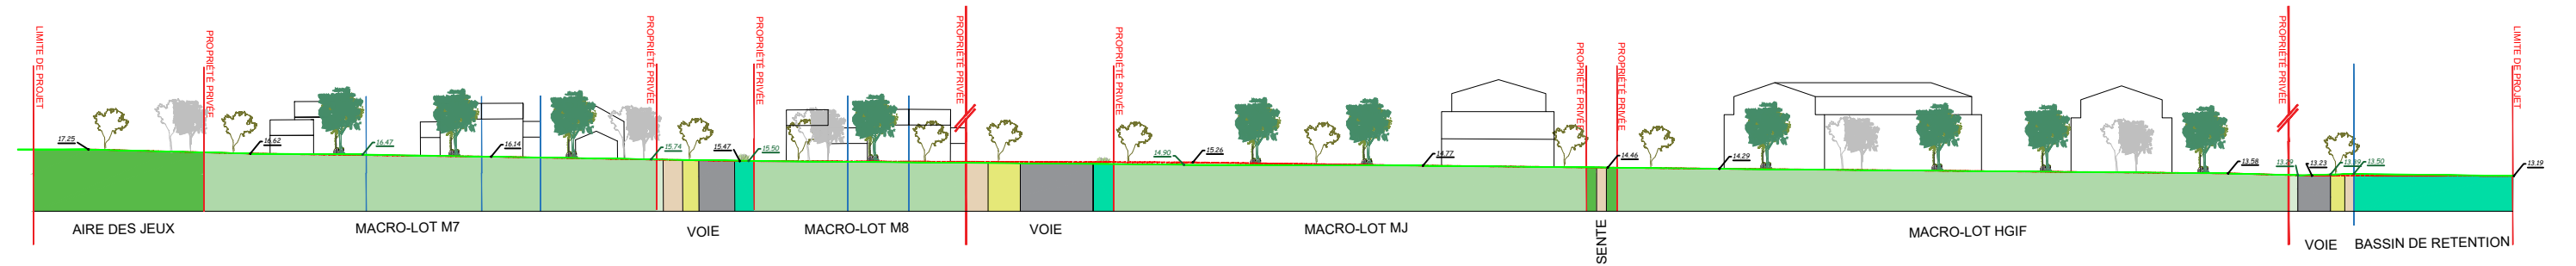 LIMITE DE PROJET
PROPRIÉTÉ PRIVÉE
PROPRIÉTÉ PRIVÉE
PROPRIÉTÉ PRIVÉE
PROPRIÉTÉ PRIVÉE
PROPRIÉTÉ PRIVÉE
PROPRIÉTÉ PRIVÉE
PROPRIÉTÉ PRIVÉE
PROPRIÉTÉ PRIVÉE
LIMITE DE PROJET
17.25
16.62
16.47
16.14
15.74
15.47
15.50
14.90
15.26
14.77
14.46
14.29
13.58
13.23
13.50
13.19
AIRE DES JEUX
MACRO-LOT M7
VOIE
MACRO-LOT M8
VOIE
MACRO-LOT MJ
SENTE
MACRO-LOT HGIF
VOIE
BASSIN DE RETENTION